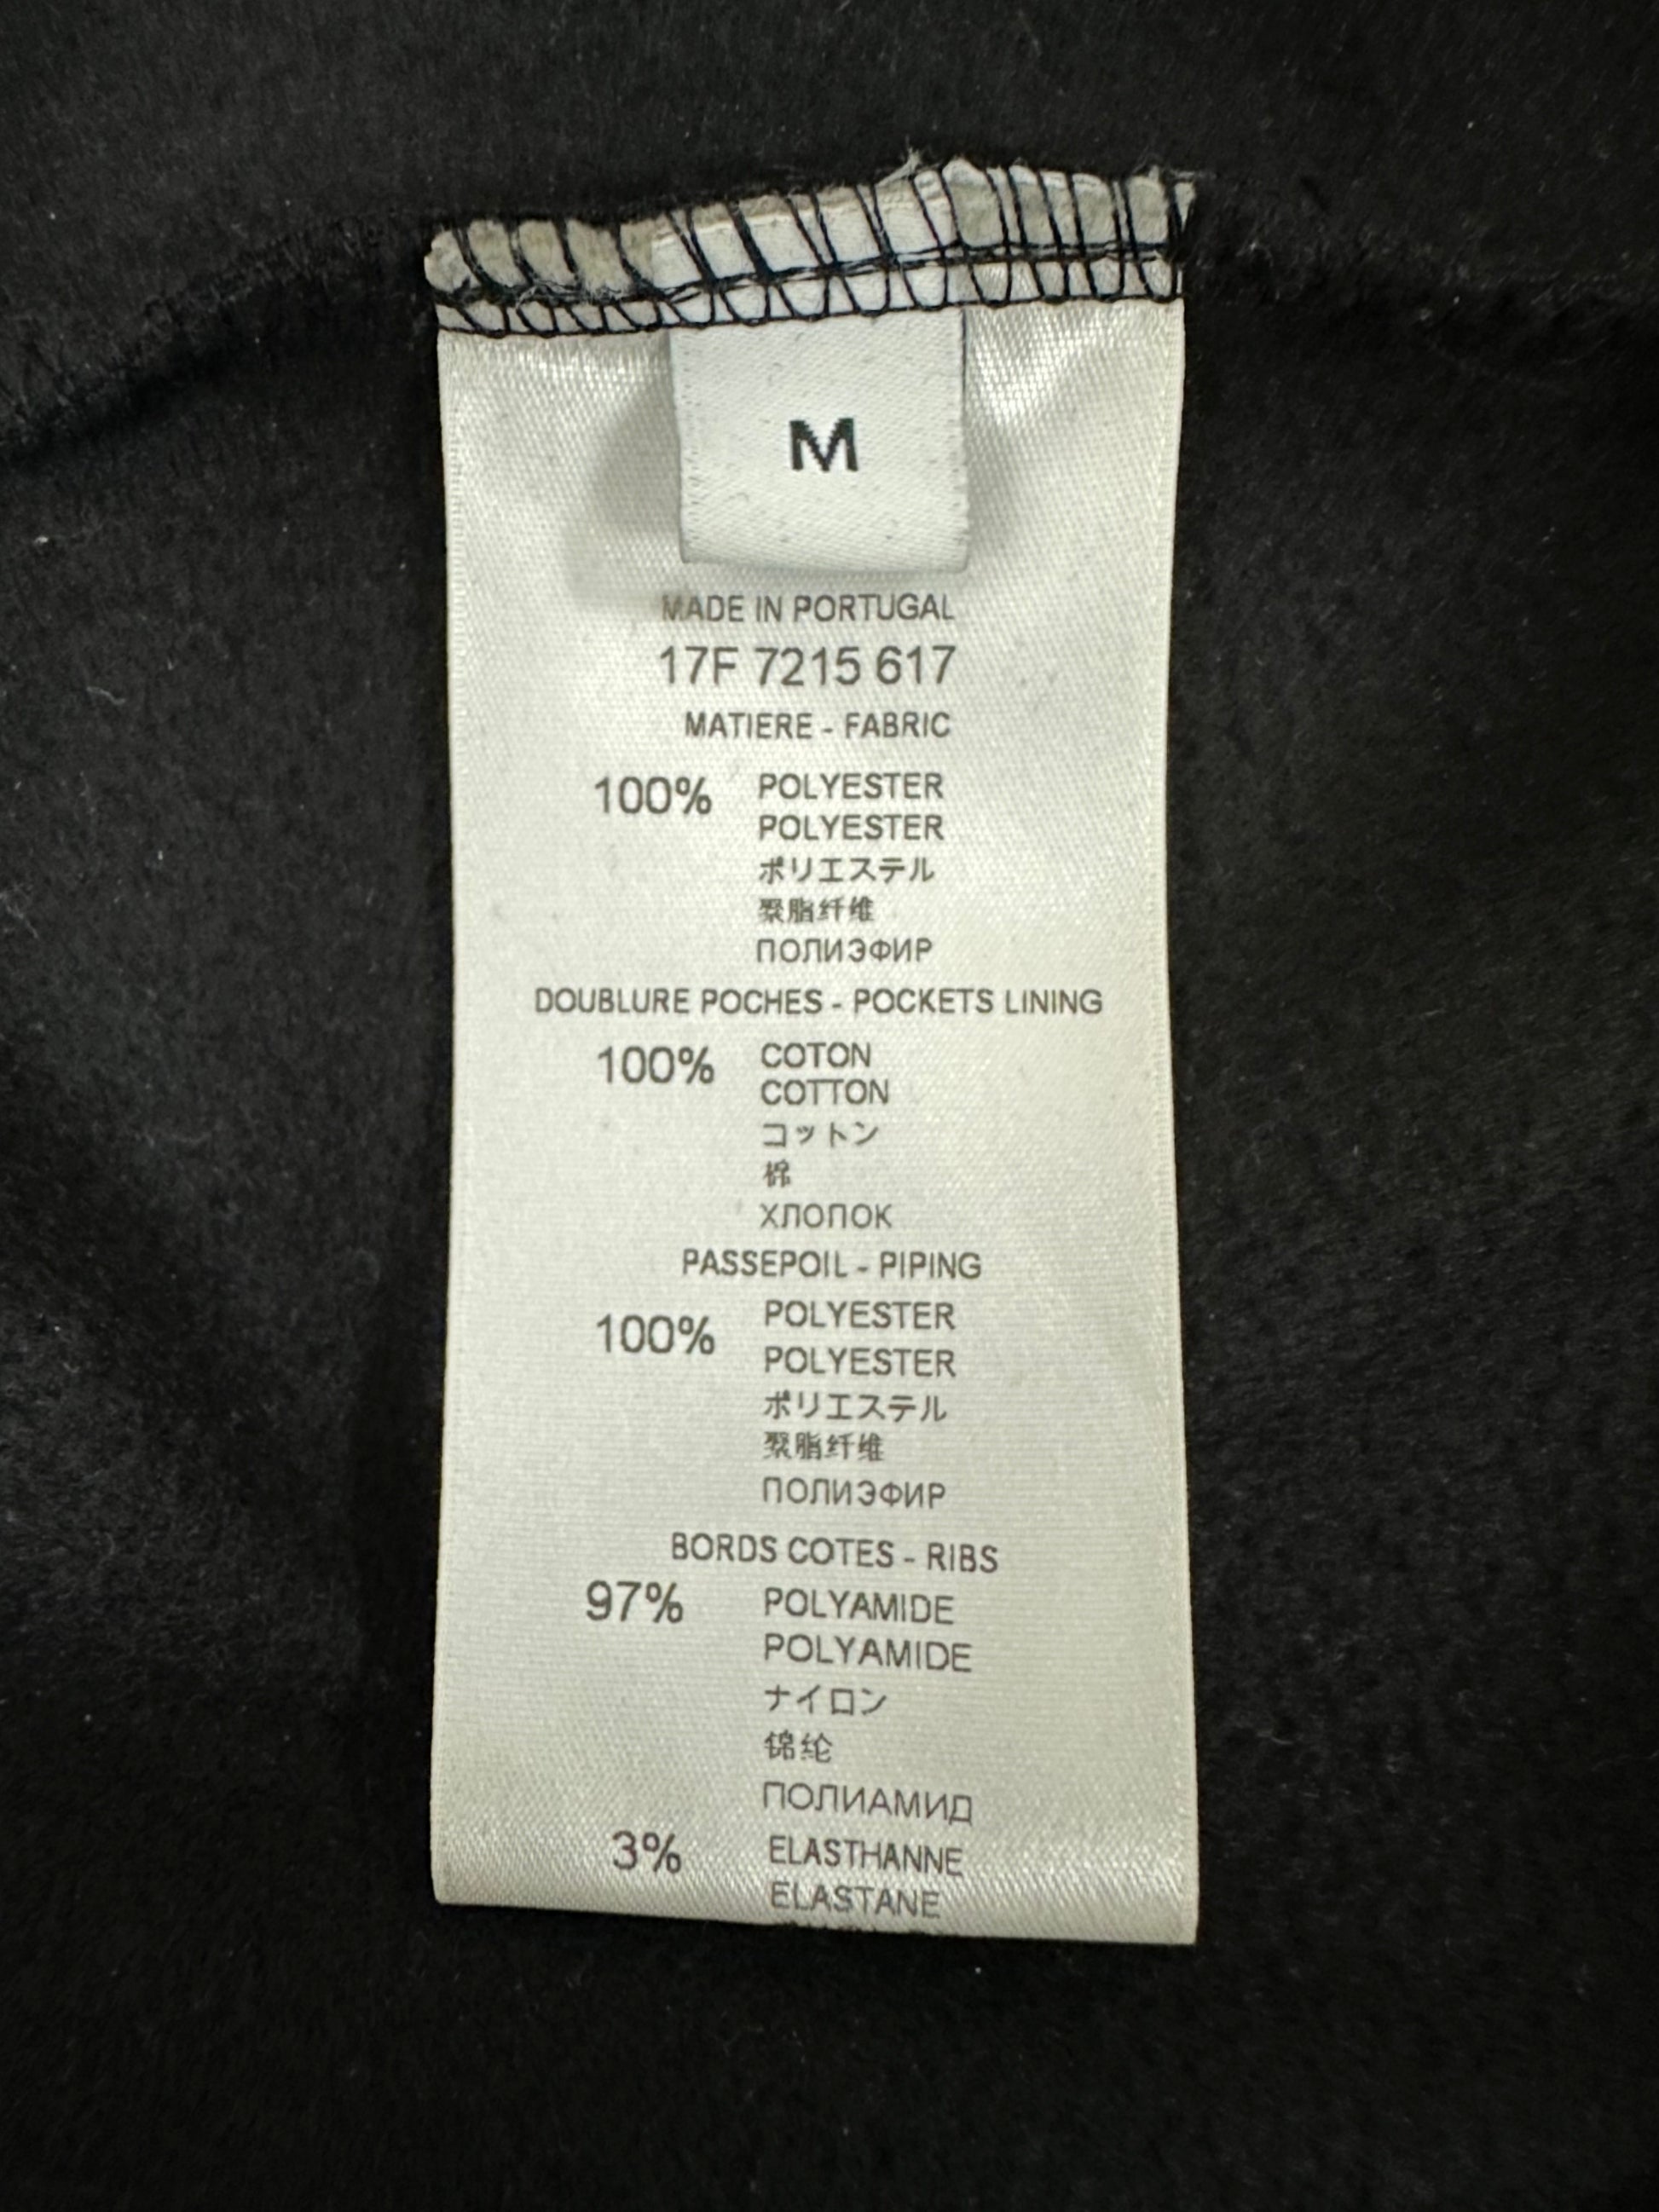 M
MADE IN PORTUGAL
17F 7215 617
MATIERE - FABRIC
100% POLYESTER
POLYESTER
ポリエステル
聚脂纤维
ПОЛИЭФИР
DOUBLURE POCHES - POCKETS LINING
100% COTON
COTTON
コットン
棉
ХЛОПОК
PASSEPOIL - PIPING
100% POLYESTER
POLYESTER
ポリエステル
聚脂纤维
ПОЛИЭФИР
BORDS COTES - RIBS
97% POLYAMIDE
POLYAMIDE
ナイロン
锦纶
ПОЛИАМИД
3% ELASTHANNE
ELASTANE